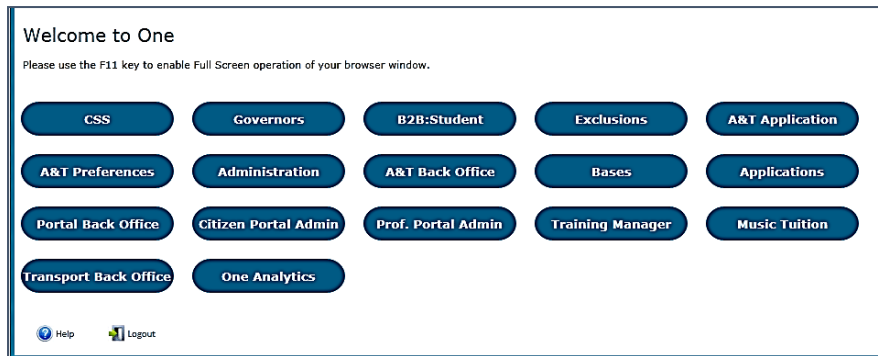 Welcome to One
Please use the F11 key to enable Full Screen operation of your browser window.
CSS Governors B2B:Student Exclusions A&T Application
A&T Preferences Administration A&T Back Office Bases Applications
Portal Back Office Citizen Portal Admin Prof. Portal Admin Training Manager Music Tuition
Transport Back Office One Analytics
Help Logout